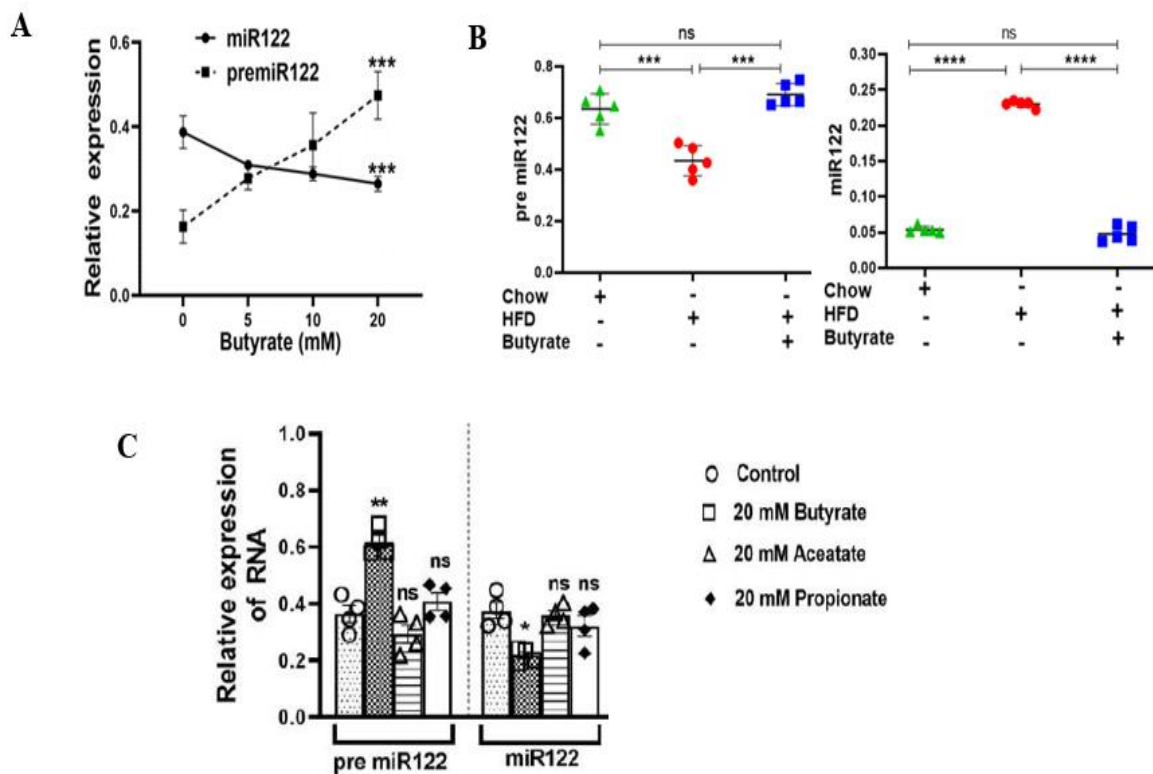 A
miR122
premiR122
***
***
Relative expression
0.6
0.4
0.2
0.0
0
5
10
20
Butyrate (mM)
B
ns
***
***
pre miR122
0.8
0.6
0.4
0.2
0.0
Chow + - -
HFD - + +
Butyrate - - +
ns
****
****
miR122
0.30
0.25
0.20
0.15
0.10
0.05
0.00
Chow + - -
HFD - + +
Butyrate - - +
C
Relative expression
of RNA
1.0
0.8
0.6
0.4
0.2
0.0
**
ns
ns
*
ns
ns
pre miR122
miR122
Control
20 mM Butyrate
20 mM Aceatate
20 mM Propionate